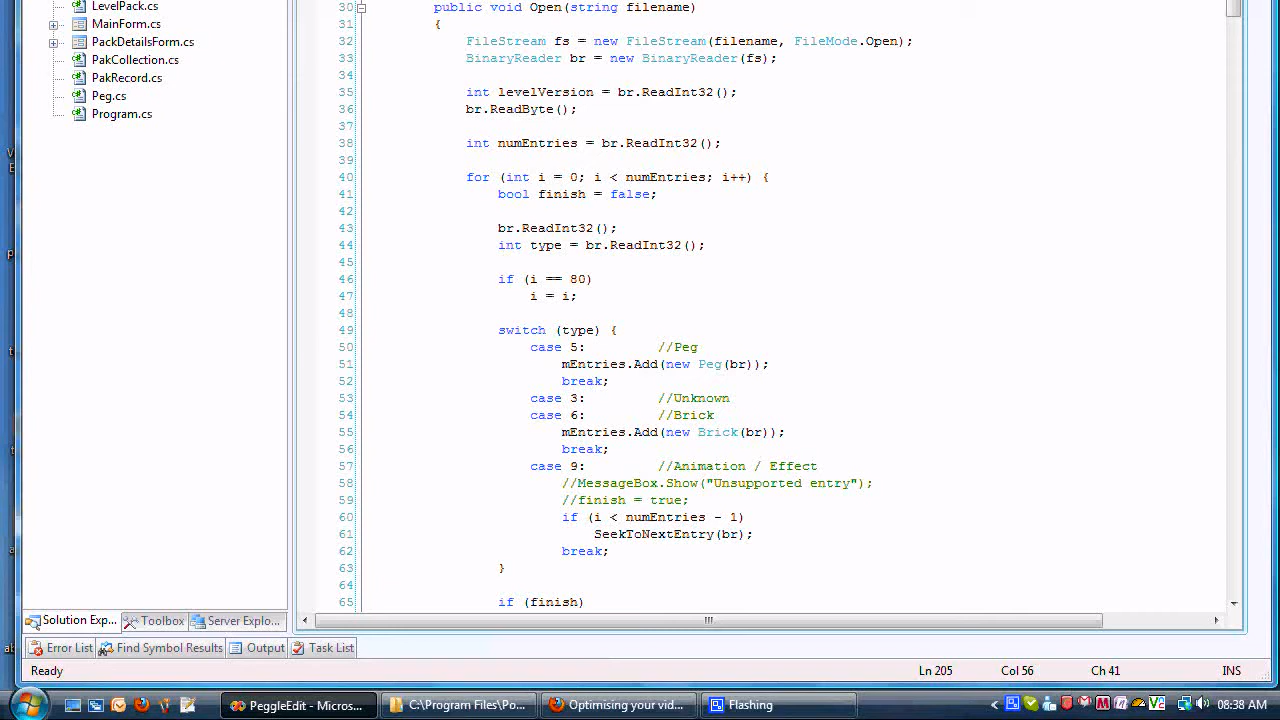 LevelPack.cs
MainForm.cs
PackDetailsForm.cs
PakCollection.cs
PakRecord.cs
Peg.cs
Program.cs
30 public void Open(string filename)
31 {
32 FileStream fs = new FileStream(filename, FileMode.Open);
33 BinaryReader br = new BinaryReader(fs);
34
35 int levelVersion = br.ReadInt32();
36 br.ReadByte();
37
38 int numEntries = br.ReadInt32();
39
40 for (int i = 0; i < numEntries; i++) {
41 bool finish = false;
42
43 br.ReadInt32();
44 int type = br.ReadInt32();
45
46 if (i == 80)
47 i = i;
48
49 switch (type) {
50 case 5: //Peg
51 mEntries.Add(new Peg(br));
52 break;
53 case 3: //Unknown
54 case 6: //Brick
55 mEntries.Add(new Brick(br));
56 break;
57 case 9: //Animation / Effect
58 //MessageBox.Show("Unsupported entry");
59 //finish = true;
60 if (i < numEntries - 1)
61 SeekToNextEntry(br);
62 break;
63 }
64
65 if (finish)
Solution Exp... Toolbox Server Explo...
Error List Find Symbol Results Output Task List
Ready Ln 205 Col 56 Ch 41 INS
PeggleEdit - Micros... C:\Program Files\Po... Optimising your vid... Flashing 08:38 AM